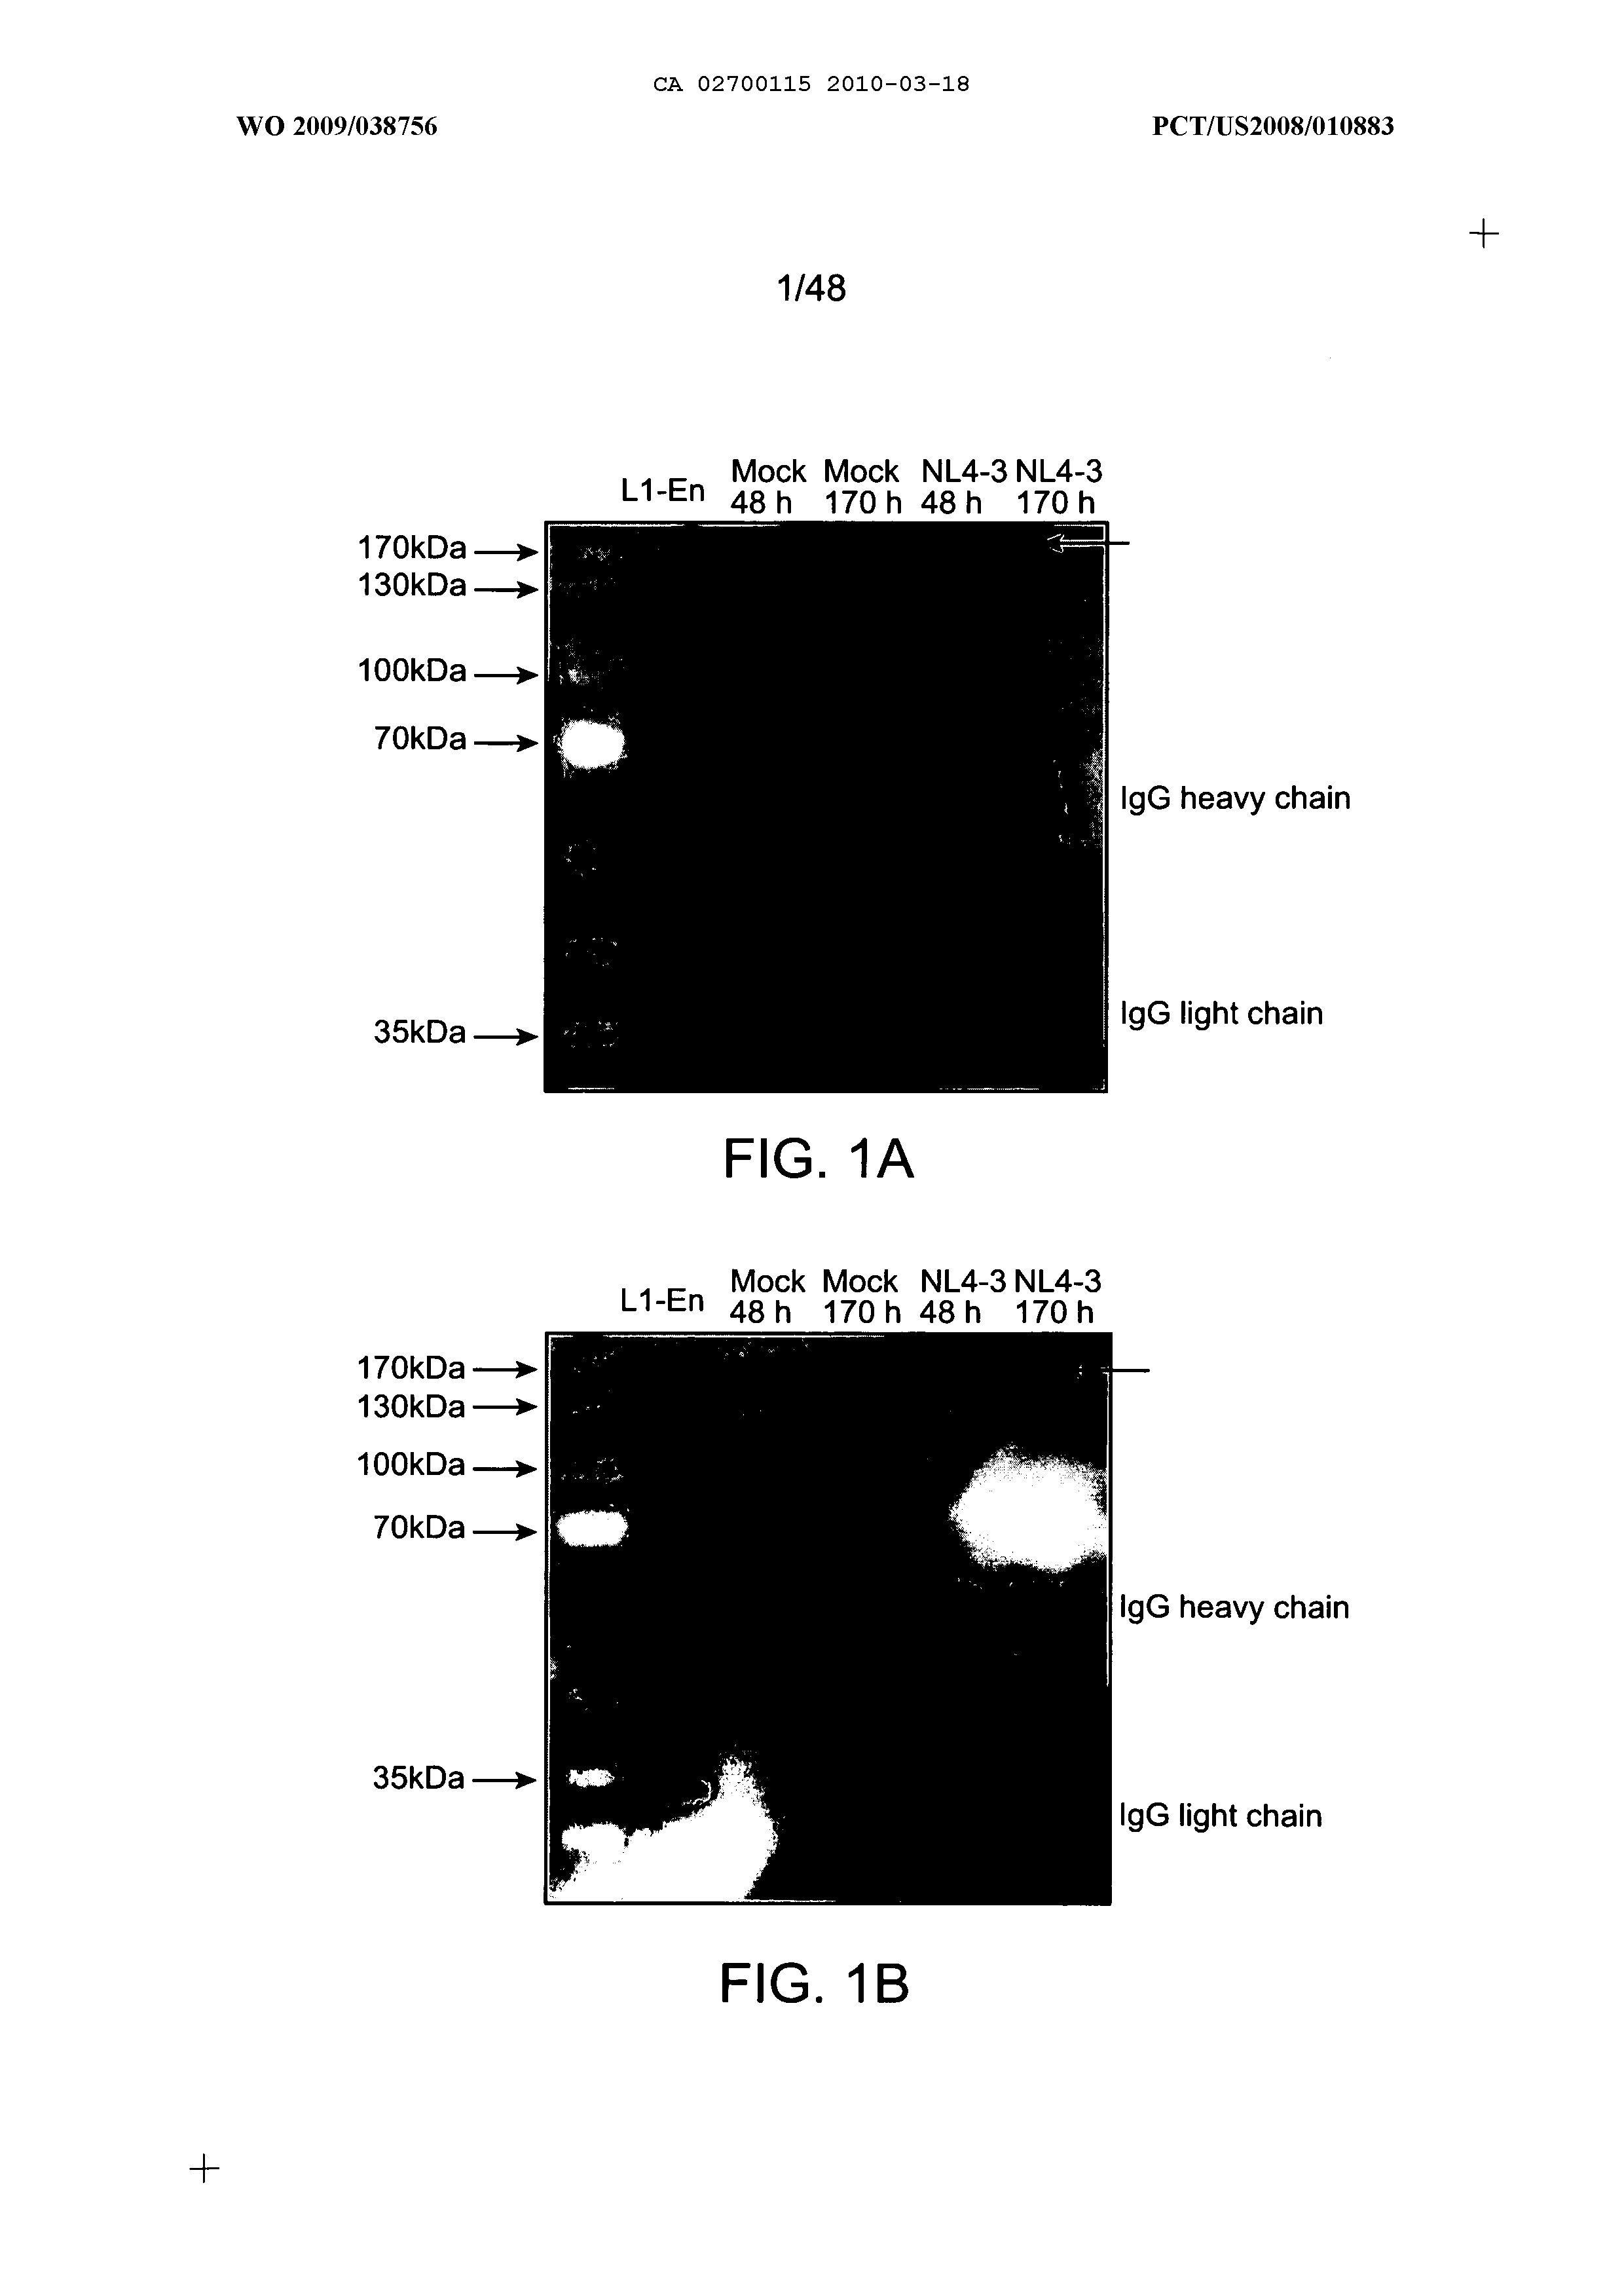 CA 02700115 2010-03-18
WO 2009/038756 PCT/US2008/010883
1/48
L1-En Mock Mock NL4-3 NL4-3
48 h 170 h 48 h 170 h
170kDa
130kDa
100kDa
70kDa
IgG heavy chain
IgG light chain
35kDa
FIG. 1A
L1-En Mock Mock NL4-3 NL4-3
48 h 170 h 48 h 170 h
170kDa
130kDa
100kDa
70kDa
IgG heavy chain
35kDa
IgG light chain
FIG. 1B